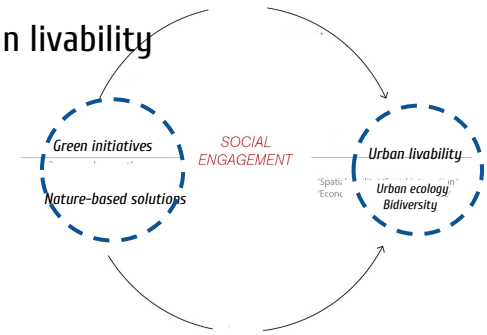 n livability
Green initiatives
SOCIAL
ENGAGEMENT
Urban livability
Nature-based solutions
Urban ecology
Bidiversity